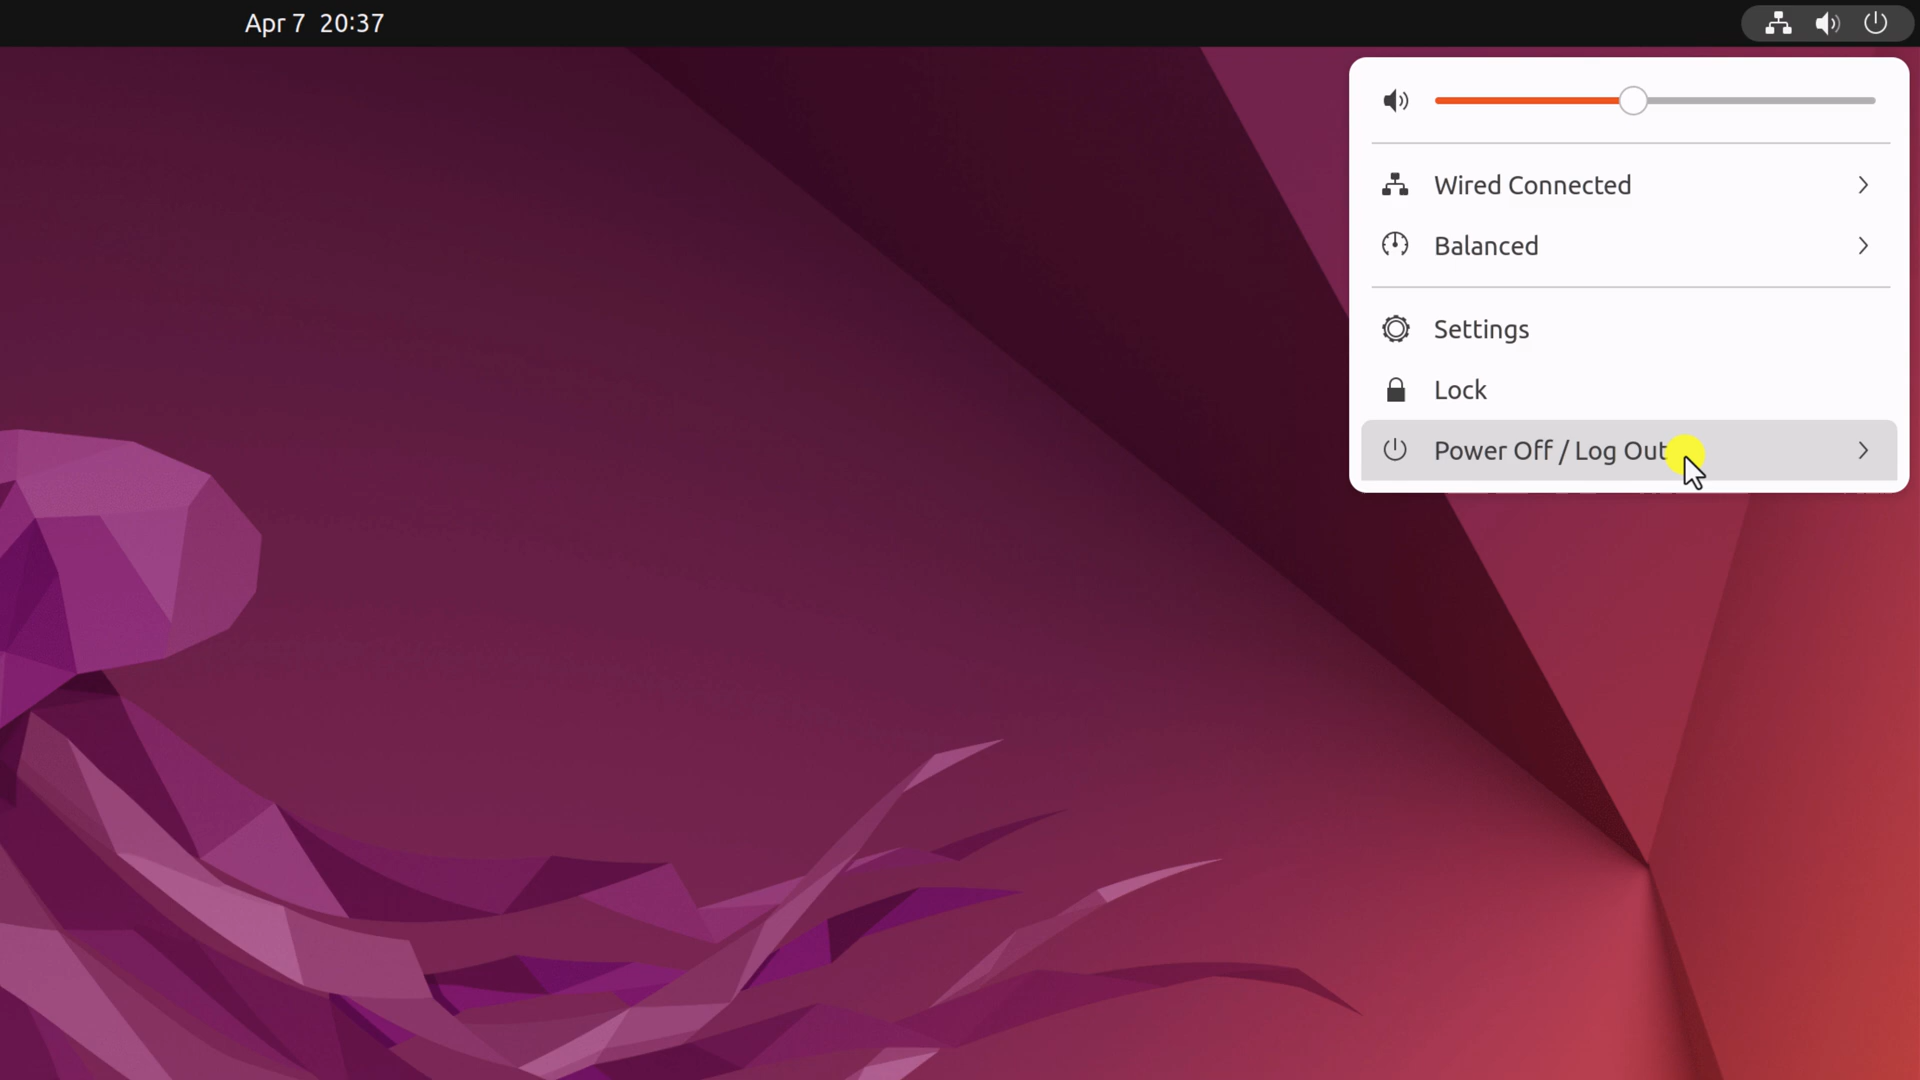 Apr 7 20:37
Wired Connected
Balanced
Settings
Lock
Power Off / Log Out